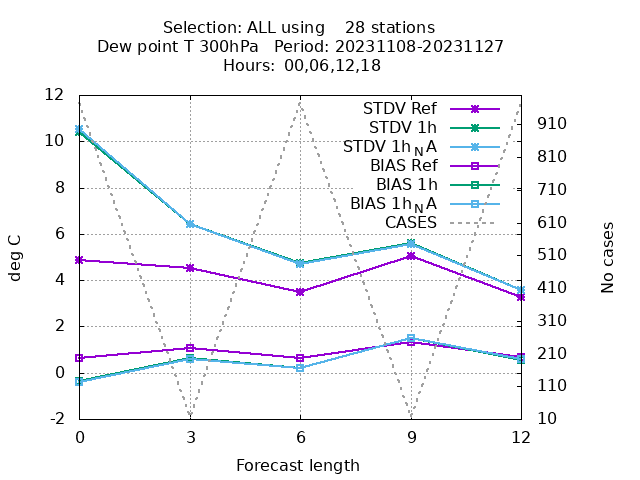 Selection: ALL using    28 stations
Dew point T 300hPa   Period: 20231108-20231127
Hours: 00,06,12,18
STDV Ref
STDV 1h
STDV 1h_NA
BIAS Ref
BIAS 1h
BIAS 1h_NA
CASES
12
10
8
6
4
2
0
-2
deg C
910
810
710
610
510
410
310
210
110
10
No cases
0 3 6 9 12
Forecast length